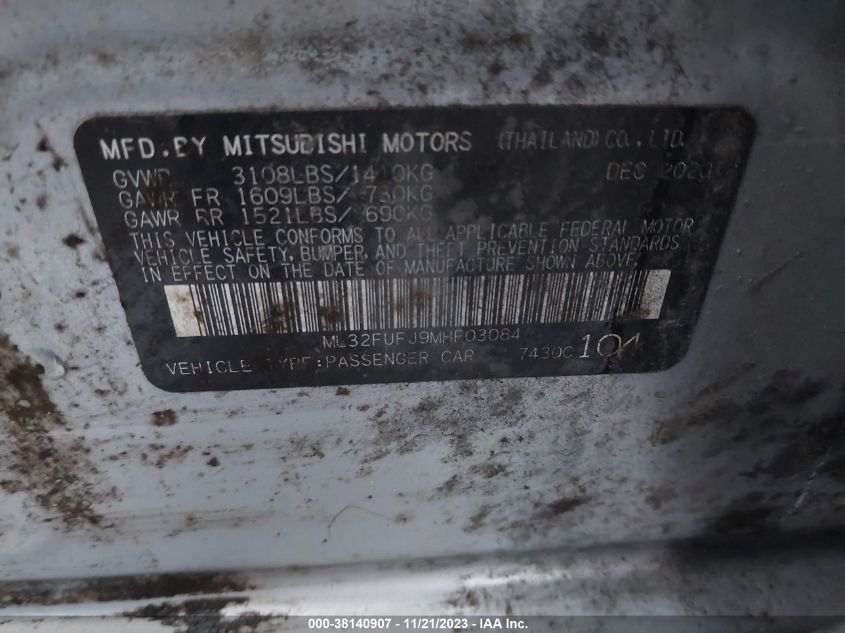 MFD.BY MITSUBISHI MOTORS (THAILAND) CO., LTD.
GVWR 3108LBS/1410KG DEC 2020
GAWR FR 1609LBS/ 730KG
GAWR RR 1521LBS/ 690KG
THIS VEHICLE CONFORMS TO ALL APPLICABLE FEDERAL MOTOR
VEHICLE SAFETY, BUMPER, AND THEFT PREVENTION STANDARDS
IN EFFECT ON THE DATE OF MANUFACTURE SHOWN ABOVE.
ML32FUFJ9MHF03084
VEHICLE TYPE:PASSENGER CAR 7430C 101
000-38140907 - 11/21/2023 - © IAA Inc.